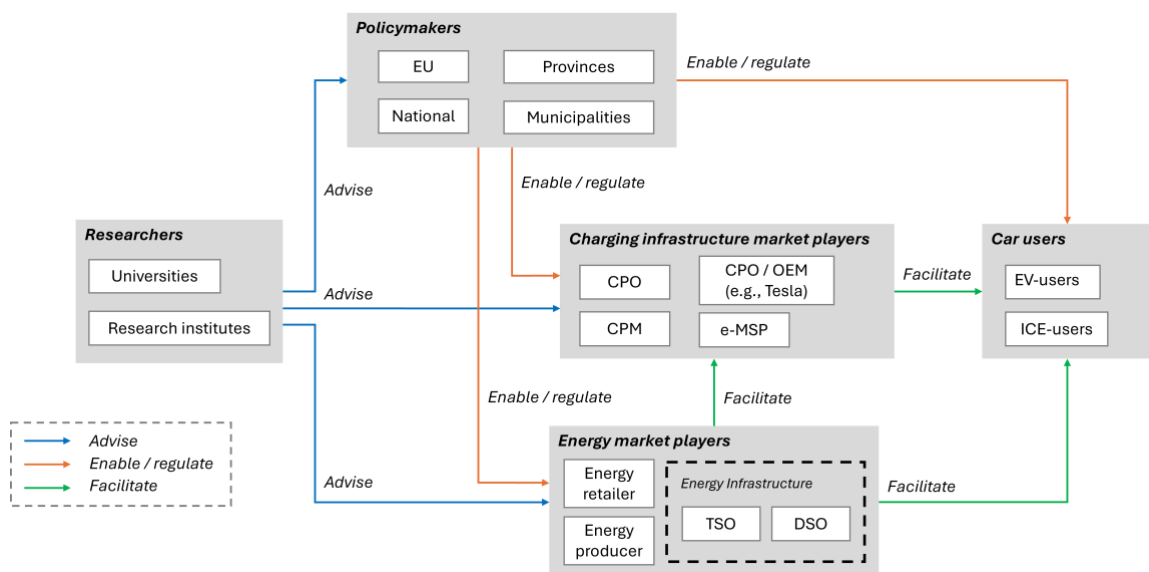 Policymakers
EU
Provinces
National
Municipalities
Enable / regulate
Advise
Enable / regulate
Researchers
Universities
Research institutes
Advise
Charging infrastructure market players
CPO
CPO / OEM
(e.g., Tesla)
CPM
e-MSP
Facilitate
Car users
EV-users
ICE-users
Enable / regulate
Facilitate
Advise
Enable / regulate
Facilitate
Advise
Energy market players
Energy
retailer
Energy
producer
Energy Infrastructure
TSO
DSO
Facilitate